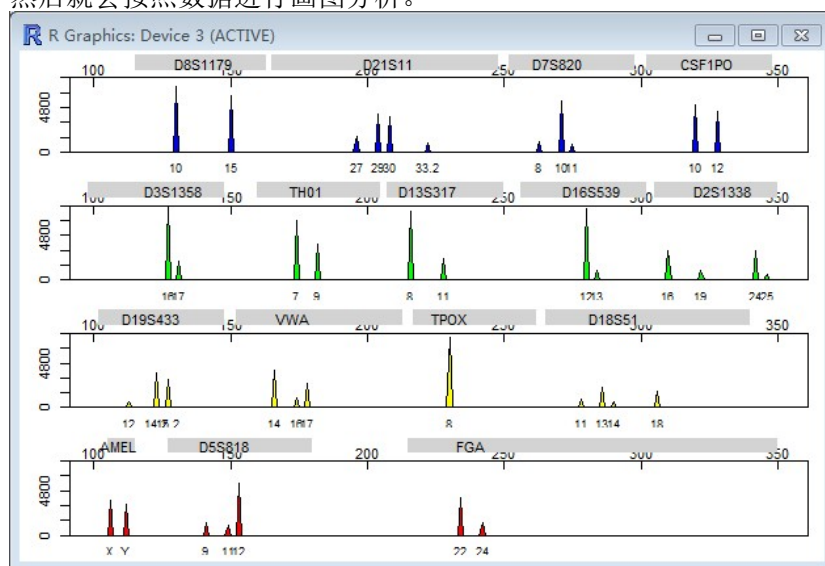 然后就会按照数据进行画图分析。
R Graphics: Device 3 (ACTIVE)
D8S1179 D21S11 D7S820 CSF1PO
100 150 200 250 300 350
4800
0
10 15 27 29 30 33.2 8 10 11 10 12
D3S1358 TH01 D13S317 D16S539 D2S1338
100 150 200 250 300 350
4800
0
16 17 7 9 8 11 12 13 16 19 24 25
D19S433 VWA TPOX D18S51
100 150 200 250 300 350
4800
0
12 14 15.2 14 16 17 8 11 13 14 18
AMEL D5S818 FGA
100 150 200 250 300 350
4800
0
X Y 9 11 12 22 24